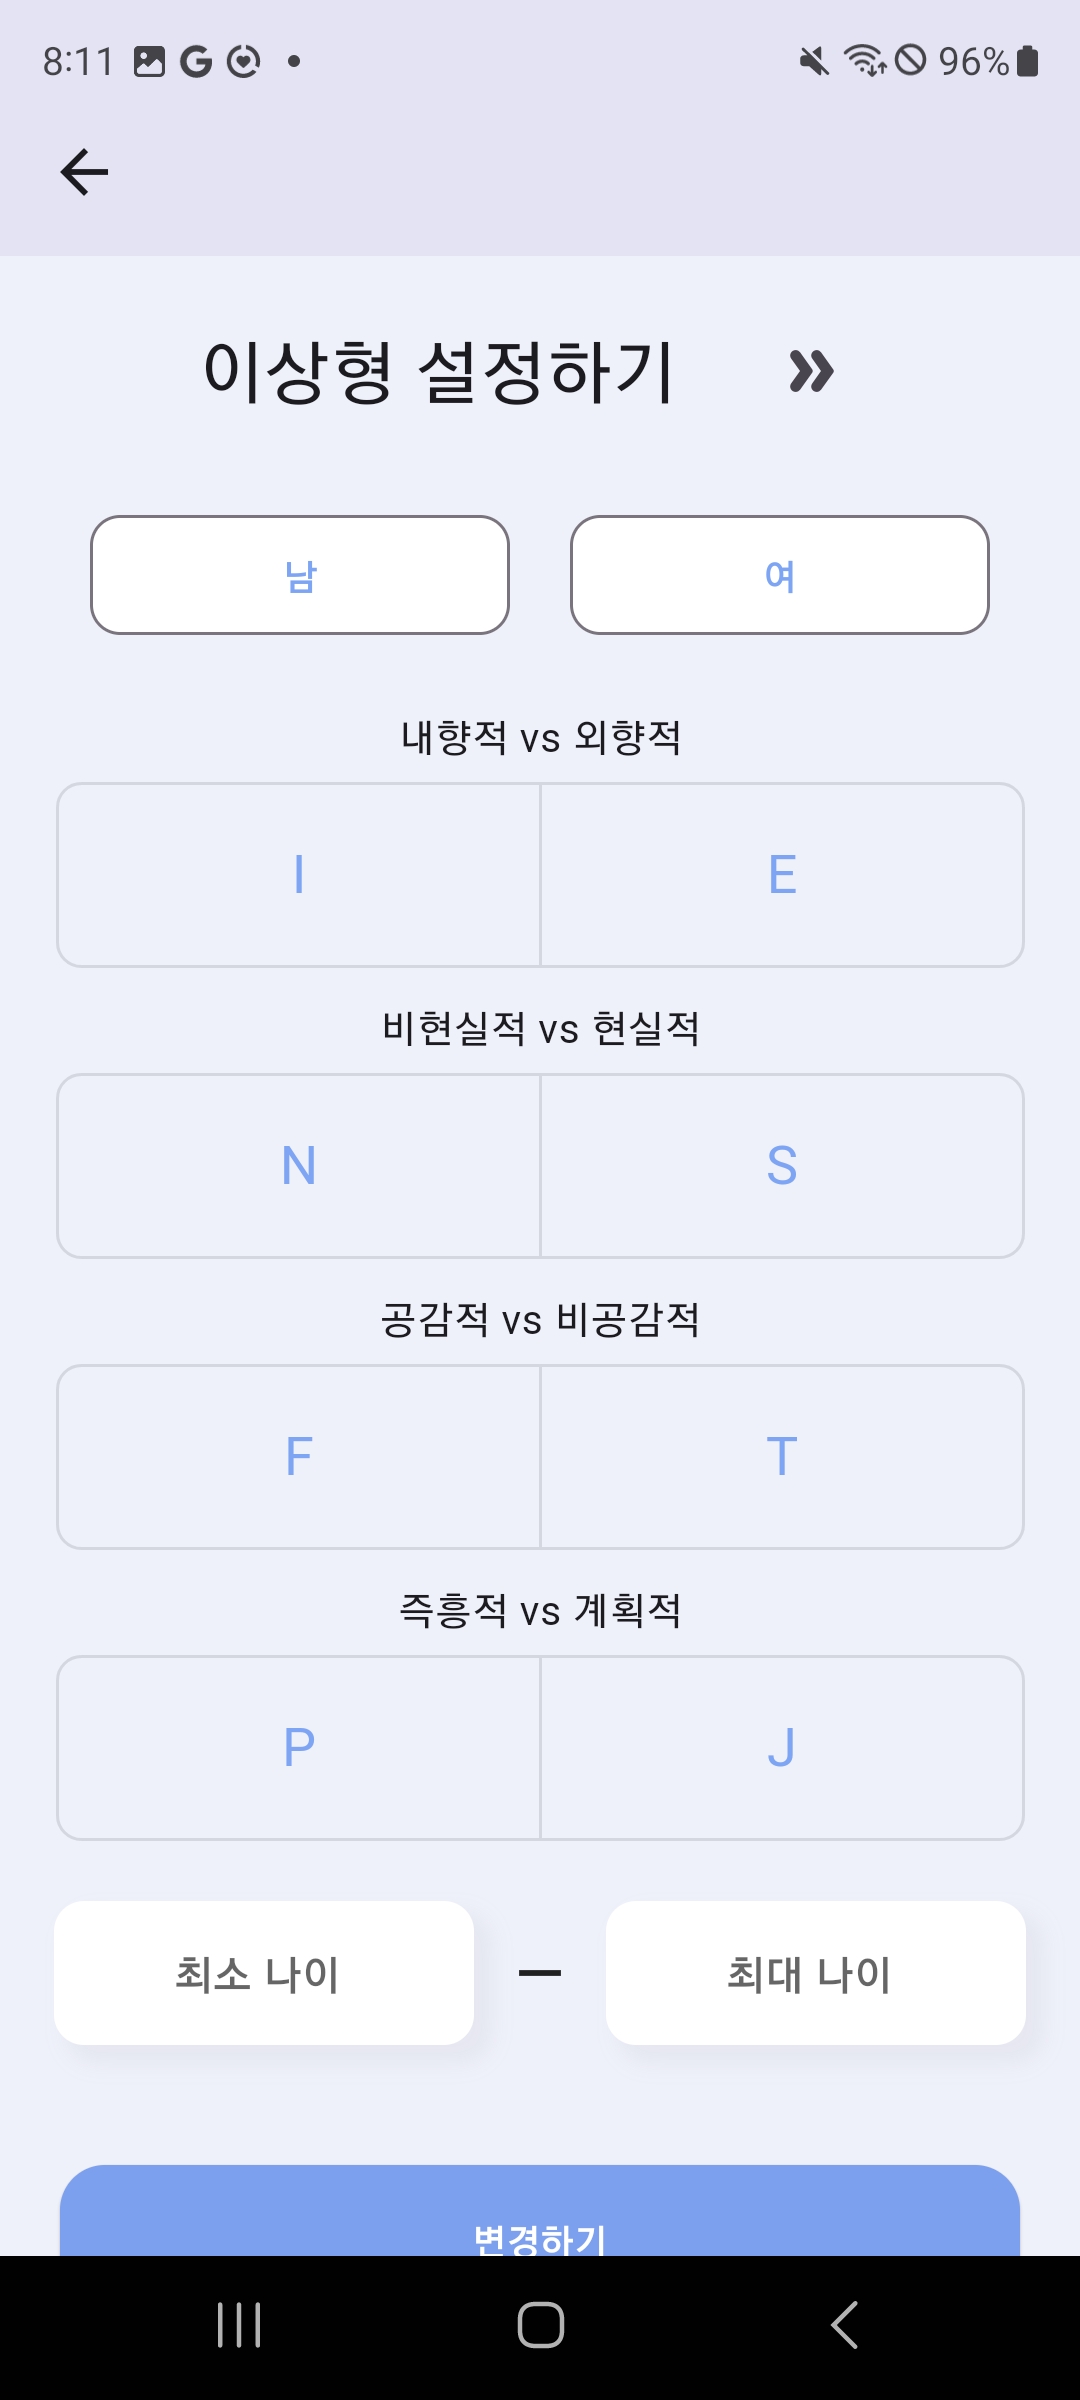 8:11 96%
이상형 설정하기
남 여
내향적 vs 외향적
I E
비현실적 vs 현실적
N S
공감적 vs 비공감적
F T
즉흥적 vs 계획적
P J
최소 나이 — 최대 나이
변경하기